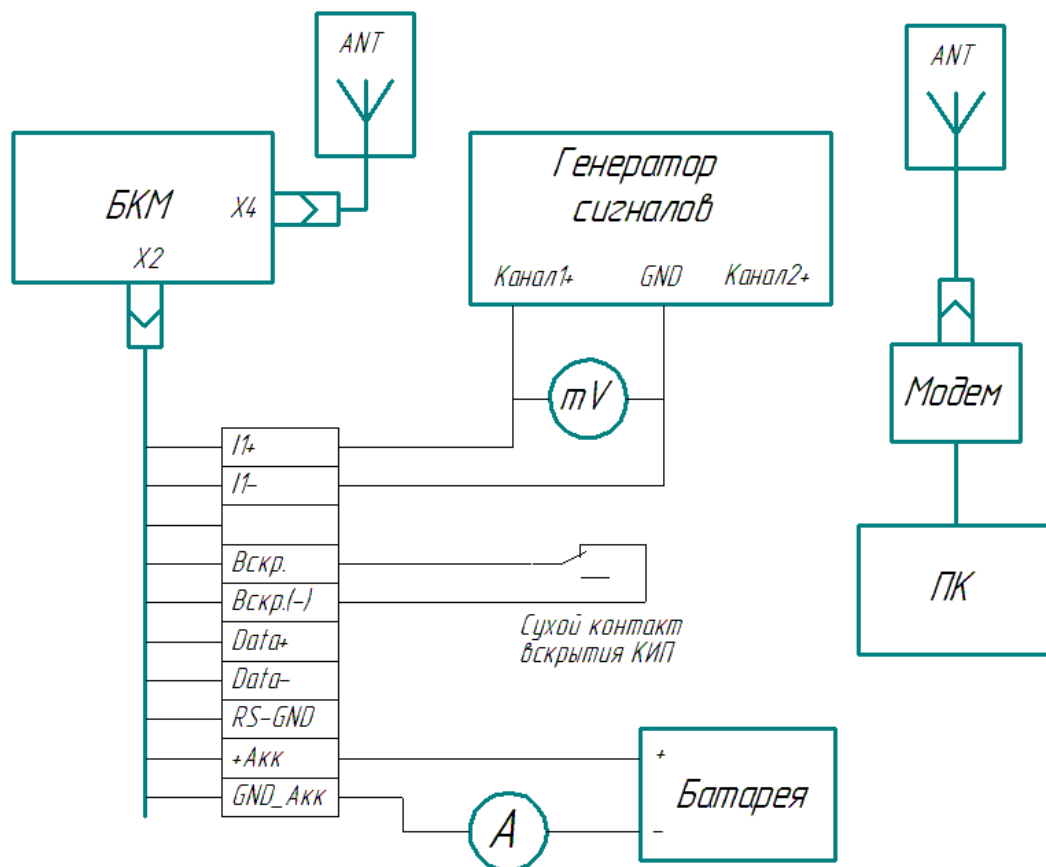 ANT
ANT
БКМ
X4
X2
Генератор
сигналов
Канал1+
GND
Канал2+
mV
Модем
I1+
I1-
Вскр.
Вскр.(-)
Data+
Data-
RS-GND
+Акк
GND_Акк
Сухой контакт
вскрытия КИП
ПК
+
Батарея
-
A